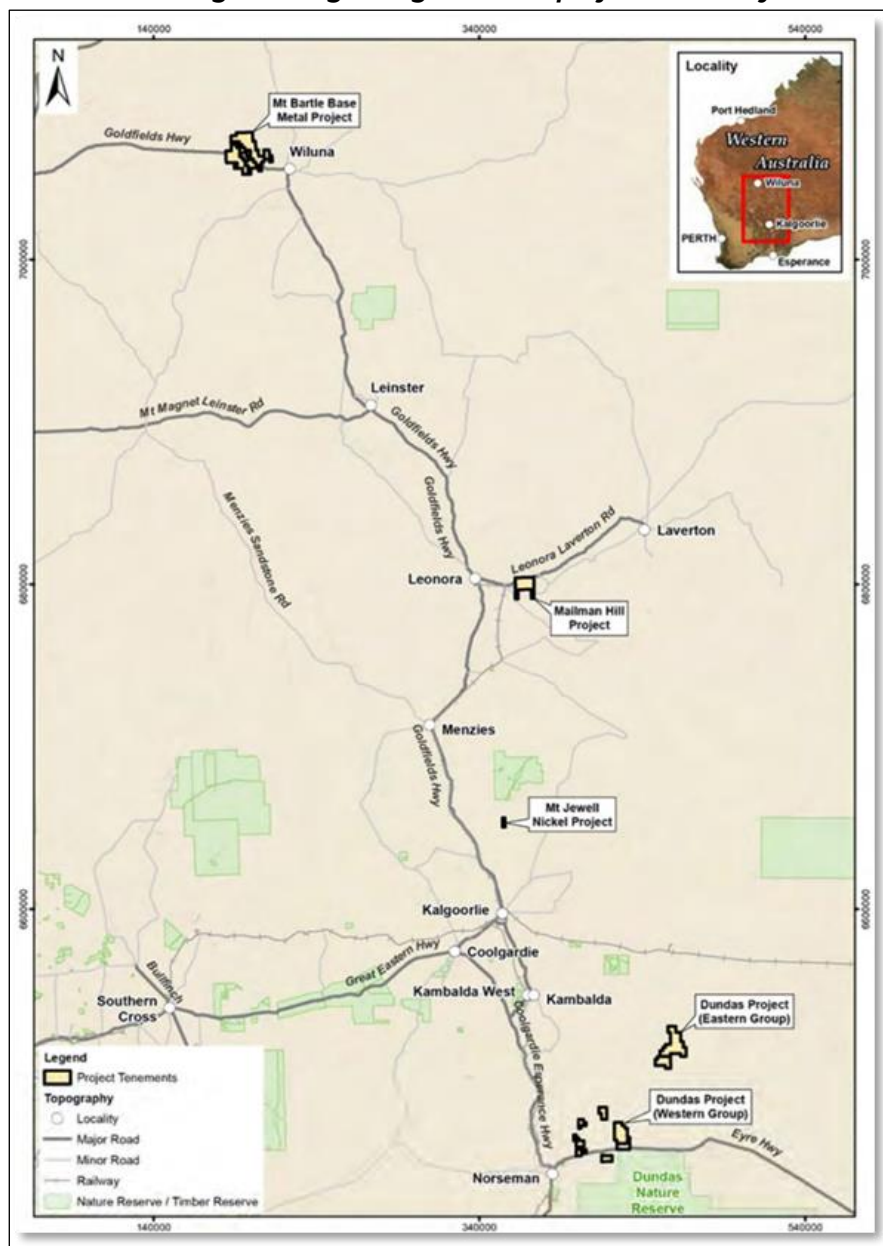 140000
340000
540000
N
Mt Bartle Base
Metal Project
Goldfields Hwy
Wiluna
Locality
Port Hedland
Western
Australia
Wiluna
Kalgoorlie
PERTH
Esperance
7000000
7000000
Leinster
Mt Magnet Leinster Rd
Goldfields Hwy
Goldfields Hwy
Menzies Sandstone Rd
Leonora Laverton Rd
Laverton
Leonora
6800000
6800000
Mailman Hill
Project
Menzies
Goldfields Hwy
Mt Jewell
Nickel Project
6600000
6600000
Kalgoorlie
Coolgardie
Great Eastern Hwy
Bullfinch
Southern
Cross
Kambalda West
Kambalda
Coolgardie Esperance Hwy
Dundas Project
(Eastern Group)
Dundas Project
(Western Group)
Eyre Hwy
Norseman
Dundas
Nature
Reserve
Legend
Project Tenements
Topography
Locality
Major Road
Minor Road
Railway
Nature Reserve / Timber Reserve
140000
340000
540000